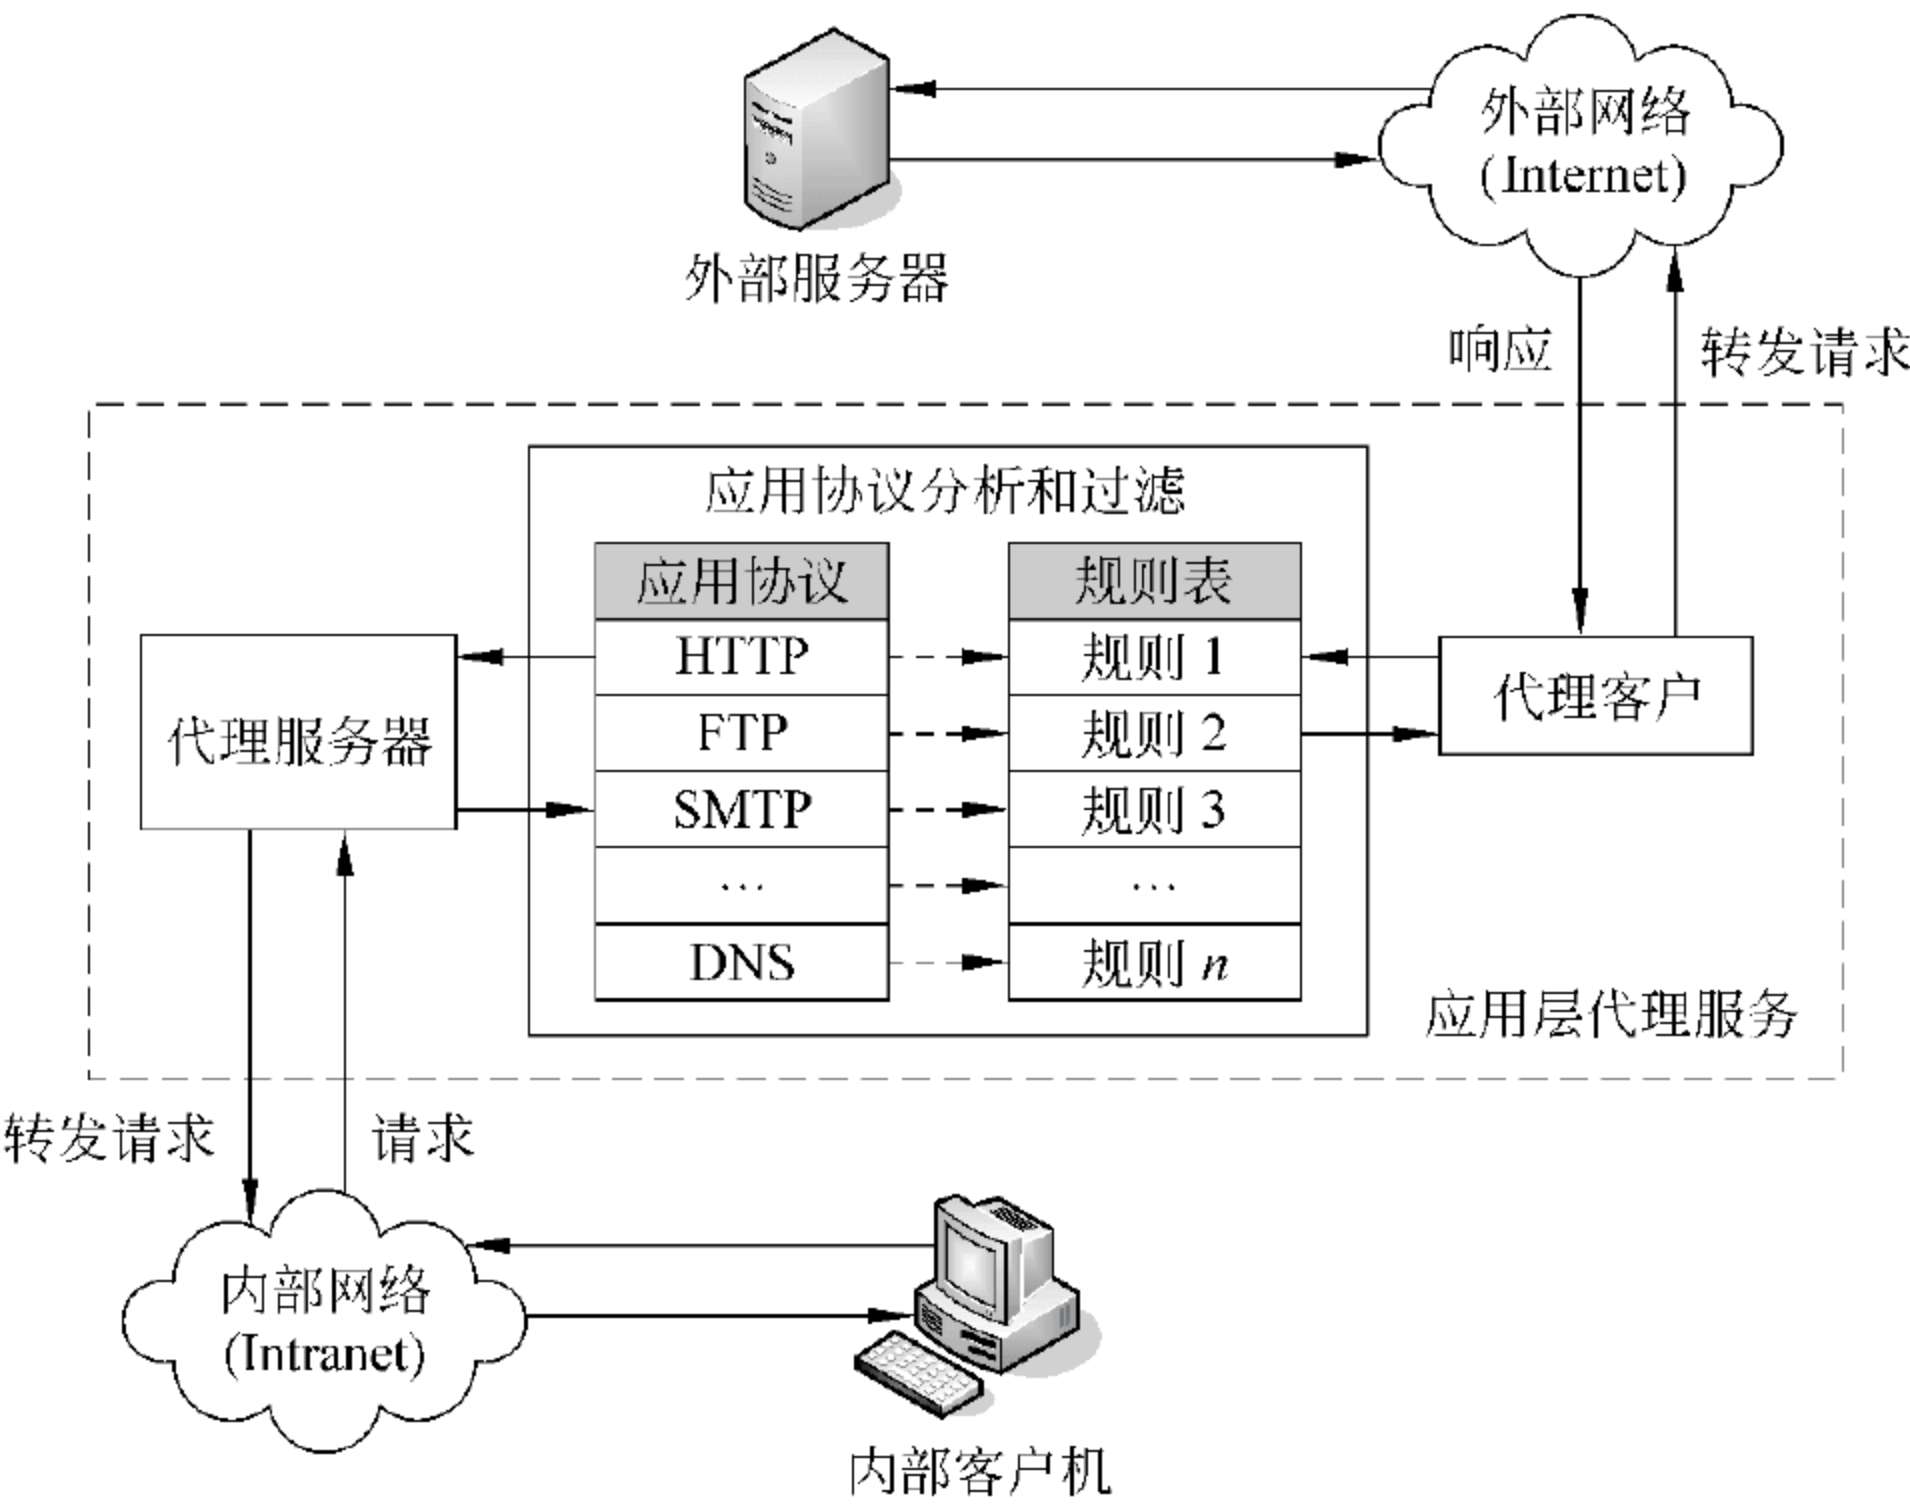 外部网络
(Internet)
外部服务器
响应
转发请求
应用协议分析和过滤
应用协议
规则表
HTTP
规则 1
FTP
规则 2
SMTP
规则 3
…
…
DNS
规则 n
代理服务器
代理客户
应用层代理服务
转发请求
请求
内部网络
(Intranet)
内部客户机